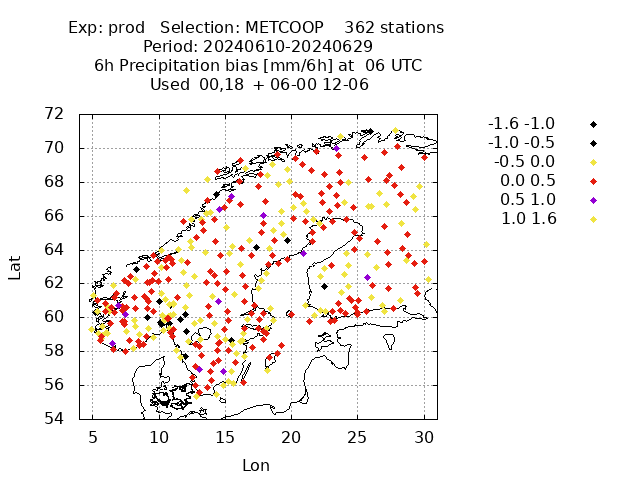 Exp: prod   Selection: METCOOP    362 stations
Period: 20240610-20240629
6h Precipitation bias [mm/6h] at  06 UTC
Used  00,18  + 06-00 12-06
72
70
68
66
64
62
60
58
56
54
Lat
5 10 15 20 25 30
Lon
-1.6 -1.0
-1.0 -0.5
-0.5 0.0
0.0 0.5
0.5 1.0
1.0 1.6